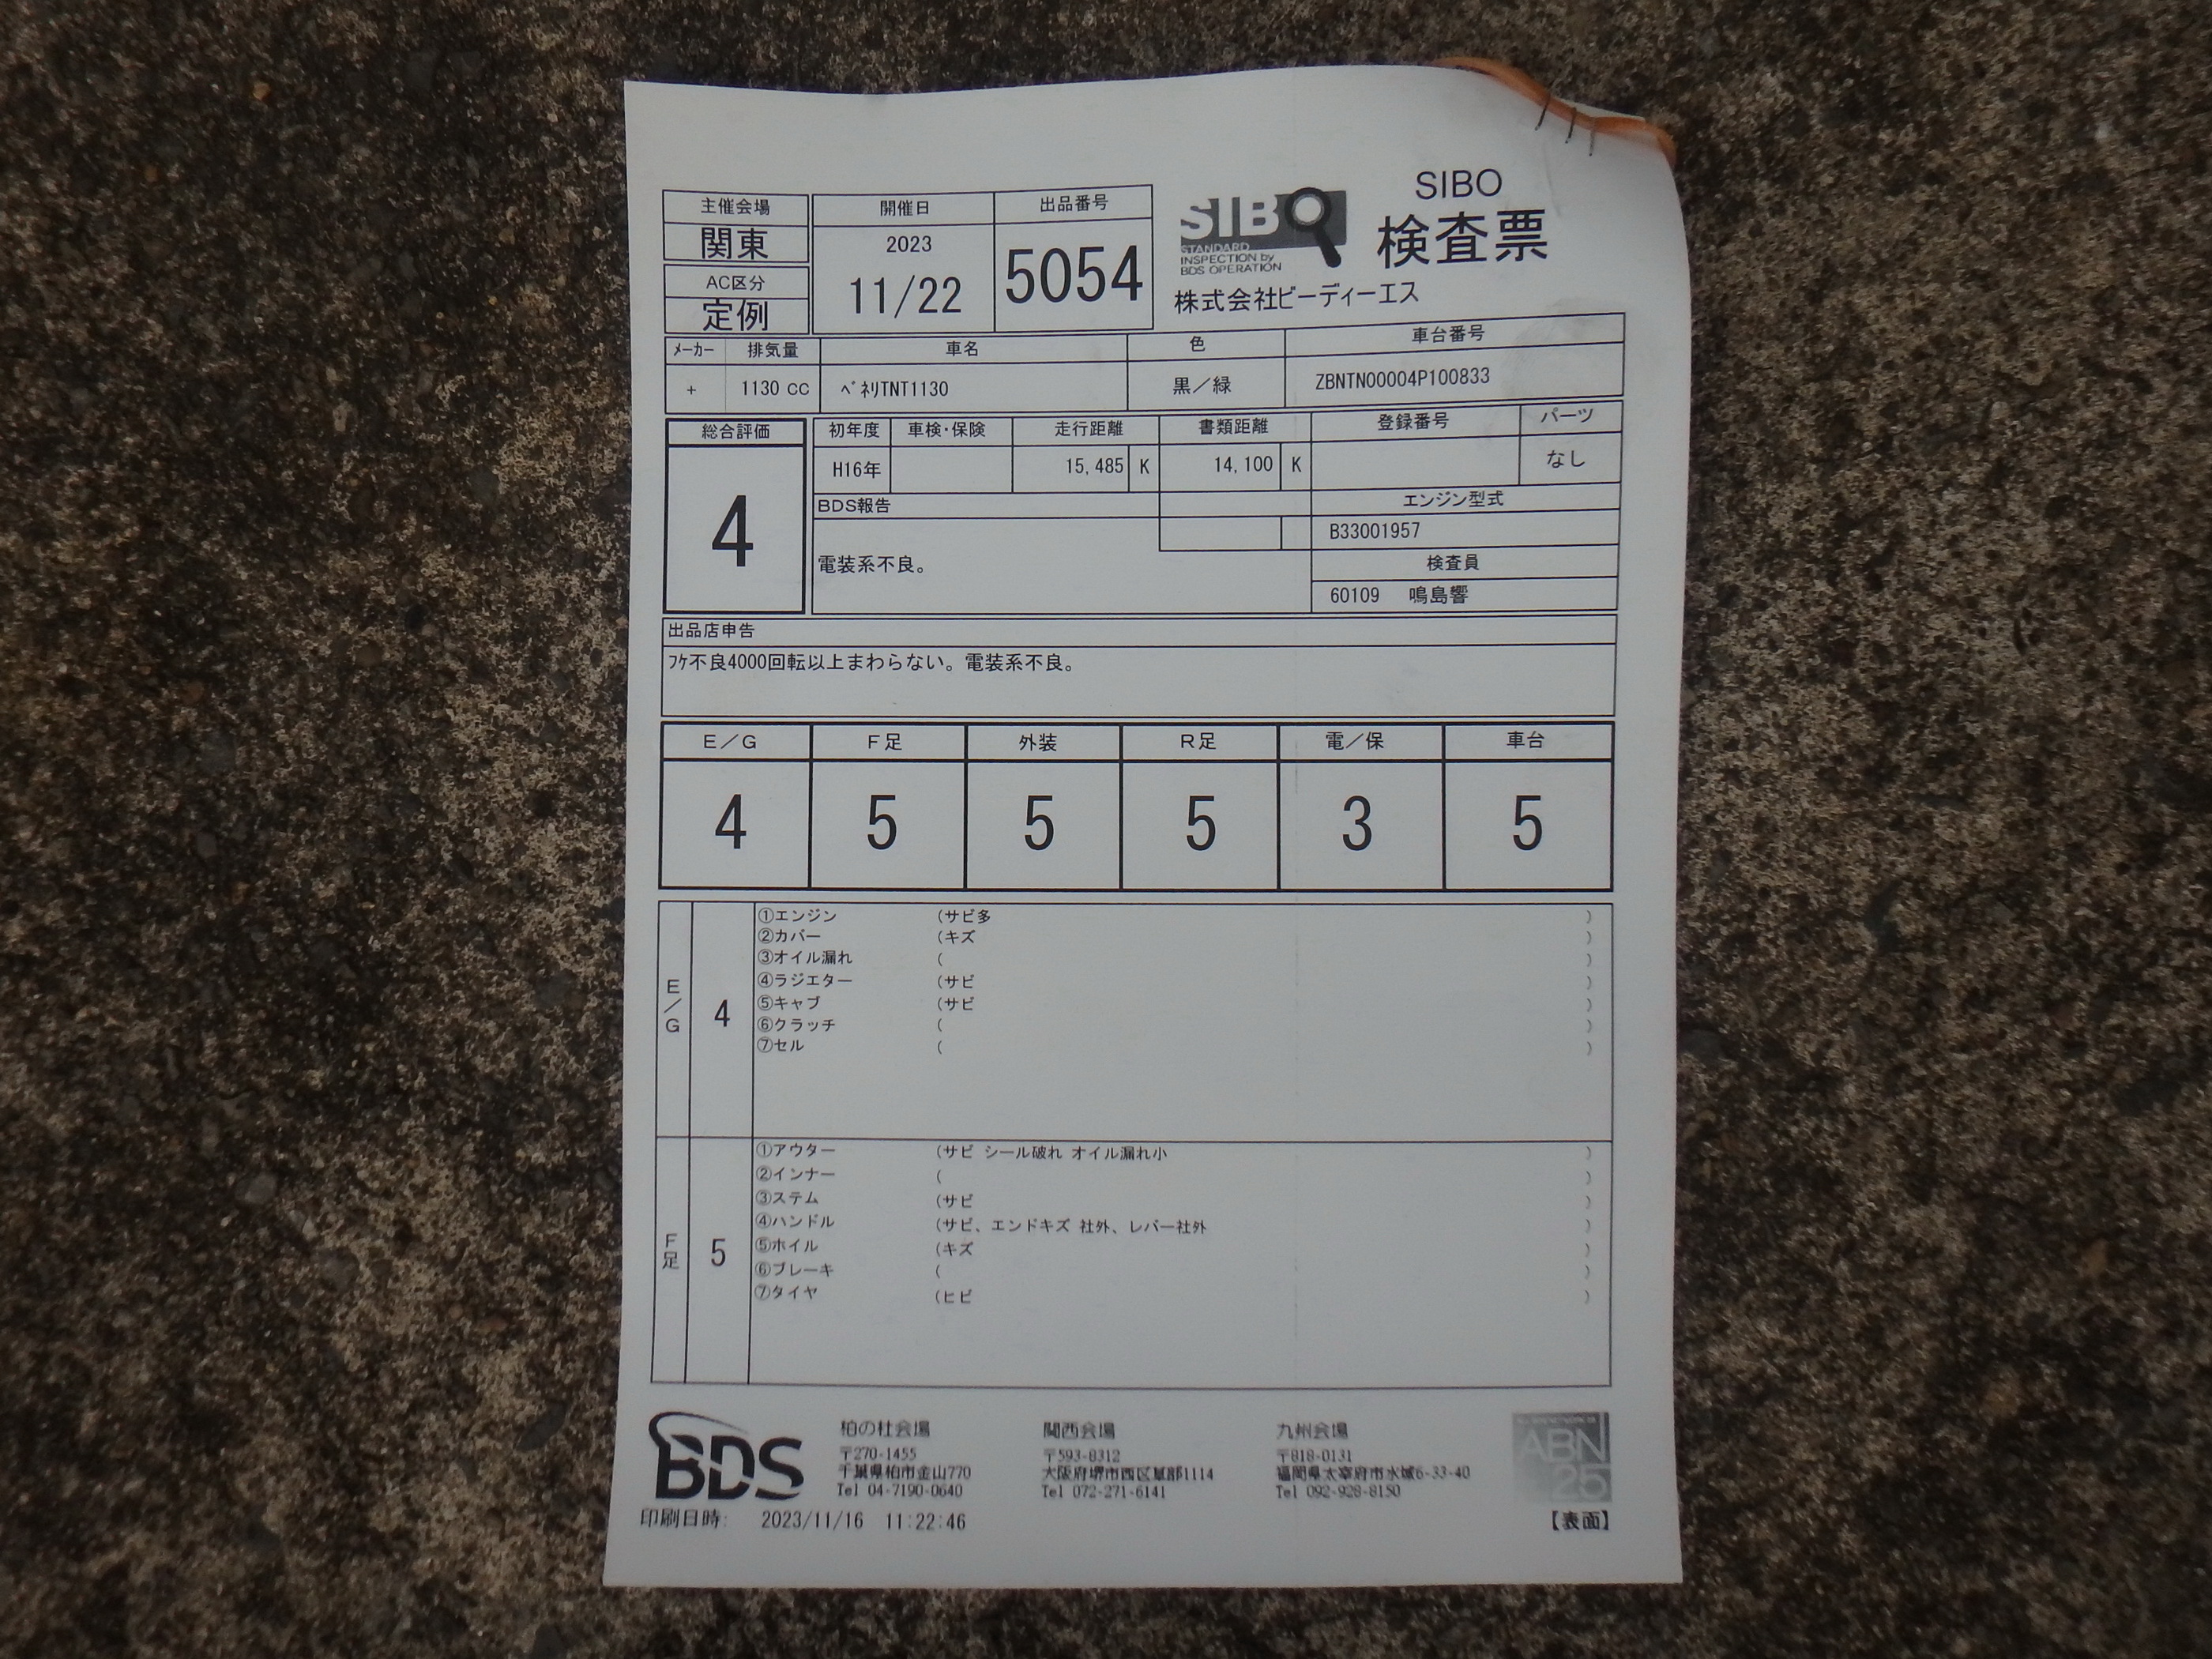 主催会場
関東
AC区分
定例
開催日
2023
11/22
出品番号
5054
SIBO
STANDARD
INSPECTION by
BDS OPERATION
SIBO
検査票
株式会社ビーディーエス
ﾒｰｶｰ 排気量 車名 色 車台番号
+ 1130 CC ﾍﾞﾈﾘTNT1130 黒／緑 ZBNTN00004P100833
総合評価
4
初年度 車検・保険 走行距離 書類距離 登録番号 パーツ
H16年 15,485 K 14,100 K なし
BDS報告
電装系不良。
エンジン型式
B33001957
検査員
60109 鳴島響
出品店申告
ﾌｹ不良4000回転以上まわらない。電装系不良。
E／G F足 外装 R足 電／保 車台
4 5 5 5 3 5
E／G
4
①エンジン (サビ多 )
②カバー (キズ )
③オイル漏れ ( )
④ラジエター (サビ )
⑤キャブ (サビ )
⑥クラッチ ( )
⑦セル ( )
F足
5
①アウター (サビ シール破れ オイル漏れ小 )
②インナー ( )
③ステム (サビ )
④ハンドル (サビ、エンドキズ 社外、レバー社外 )
⑤ホイル (キズ )
⑥ブレーキ ( )
⑦タイヤ (ヒビ )
BDS
柏の杜会場
〒270-1455
千葉県柏市金山770
Tel 04-7190-0640
関西会場
〒593-8312
大阪府堺市西区草部1114
Tel 072-271-6141
九州会場
〒818-0131
福岡県太宰府市水城6-33-40
Tel 092-928-8150
ABN
25
印刷日時: 2023/11/16 11:22:46
【表面】